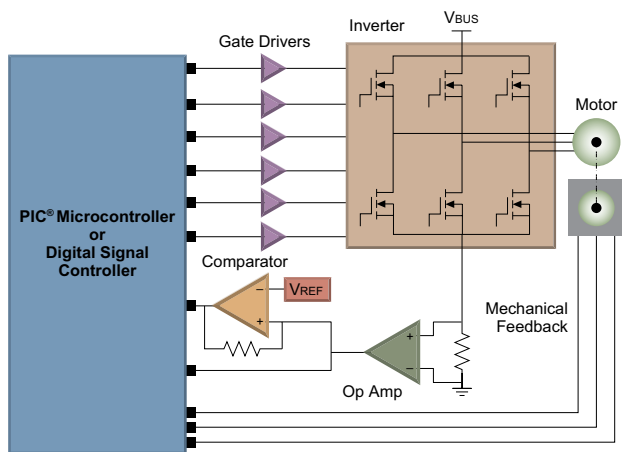 Gate Drivers
Inverter
VBUS
Motor
PIC® Microcontroller
or
Digital Signal
Controller
Comparator
VREF
–
+
+
–
Op Amp
Mechanical
Feedback